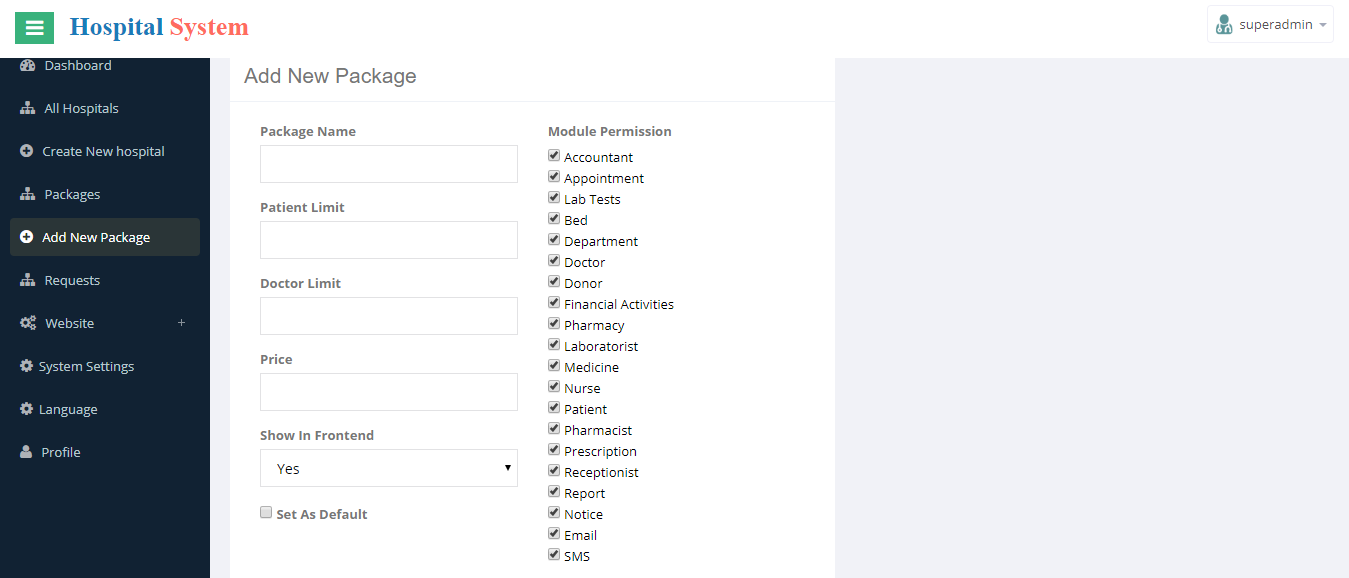 Hospital System
superadmin
Dashboard
All Hospitals
Create New hospital
Packages
Add New Package
Requests
Website +
System Settings
Language
Profile
Add New Package
Package Name
Patient Limit
Doctor Limit
Price
Show In Frontend
Yes
Set As Default
Module Permission
Accountant
Appointment
Lab Tests
Bed
Department
Doctor
Donor
Financial Activities
Pharmacy
Laboratorist
Medicine
Nurse
Patient
Pharmacist
Prescription
Receptionist
Report
Notice
Email
SMS